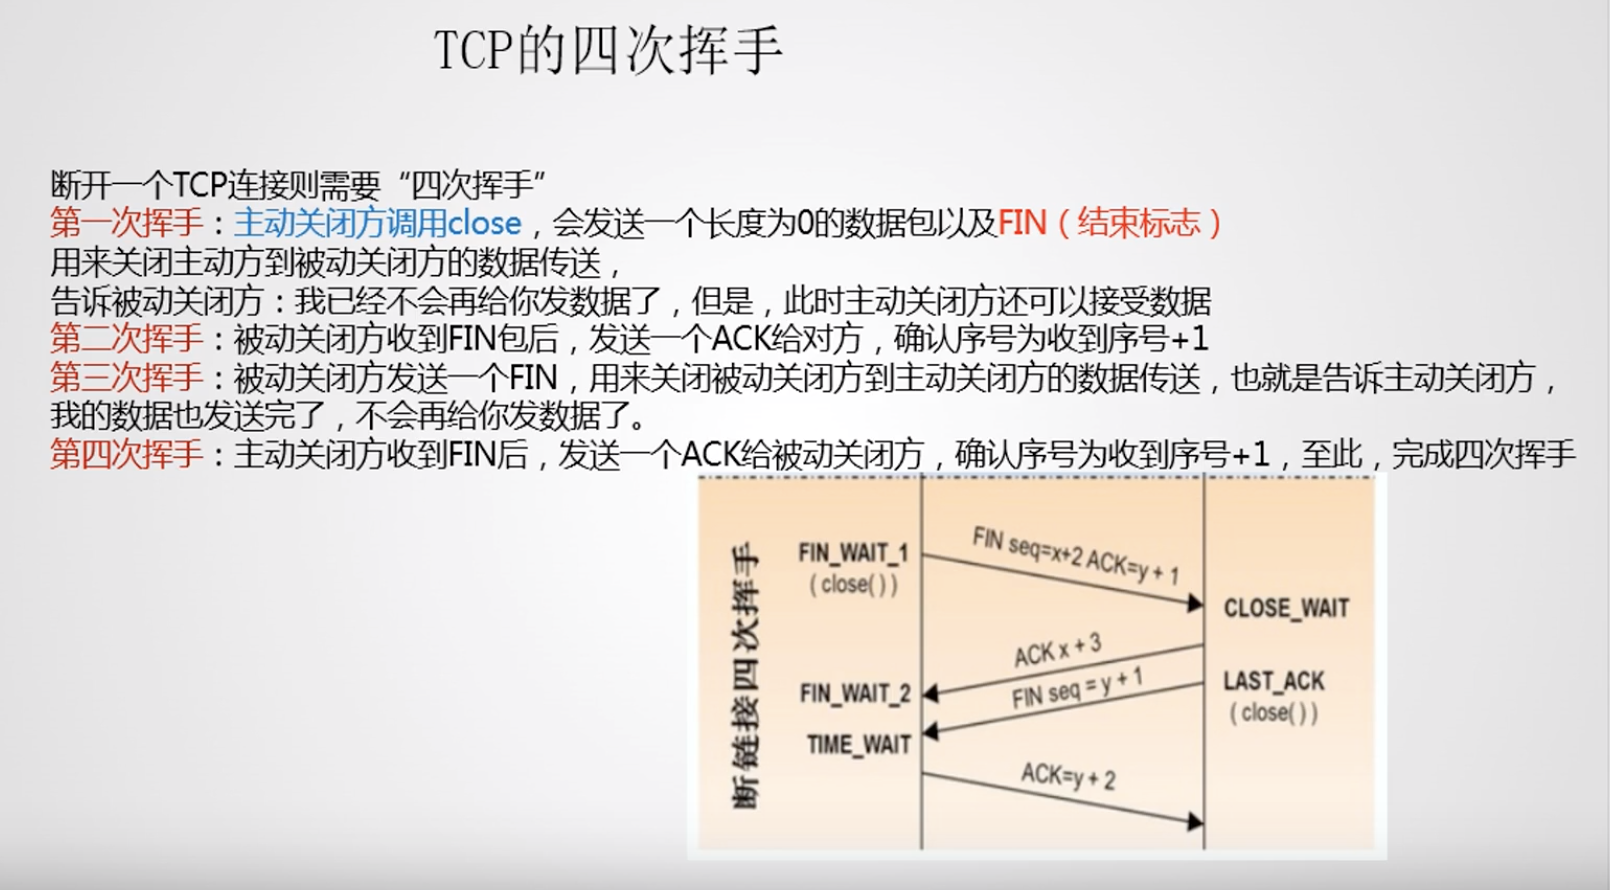 TCP的四次挥手
断开一个TCP连接则需要“四次挥手”
第一次挥手：主动关闭方调用close，会发送一个长度为0的数据包以及FIN（结束标志）
用来关闭主动方到被动关闭方的数据传送，
告诉被动关闭方：我已经不会再给你发数据了，但是，此时主动关闭方还可以接受数据
第二次挥手：被动关闭方收到FIN包后，发送一个ACK给对方，确认序号为收到序号+1
第三次挥手：被动关闭方发送一个FIN，用来关闭被动关闭方到主动关闭方的数据传送，也就是告诉主动关闭方，
我的数据也发送完了，不会再给你发数据了。
第四次挥手：主动关闭方收到FIN后，发送一个ACK给被动关闭方，确认序号为收到序号+1，至此，完成四次挥手
断链接四次挥手
FIN_WAIT_1
(close())
FIN seq=x+2 ACK=y+1
CLOSE_WAIT
ACK x+3
FIN_WAIT_2
FIN seq=y+1
LAST_ACK
(close())
TIME_WAIT
ACK=y+2